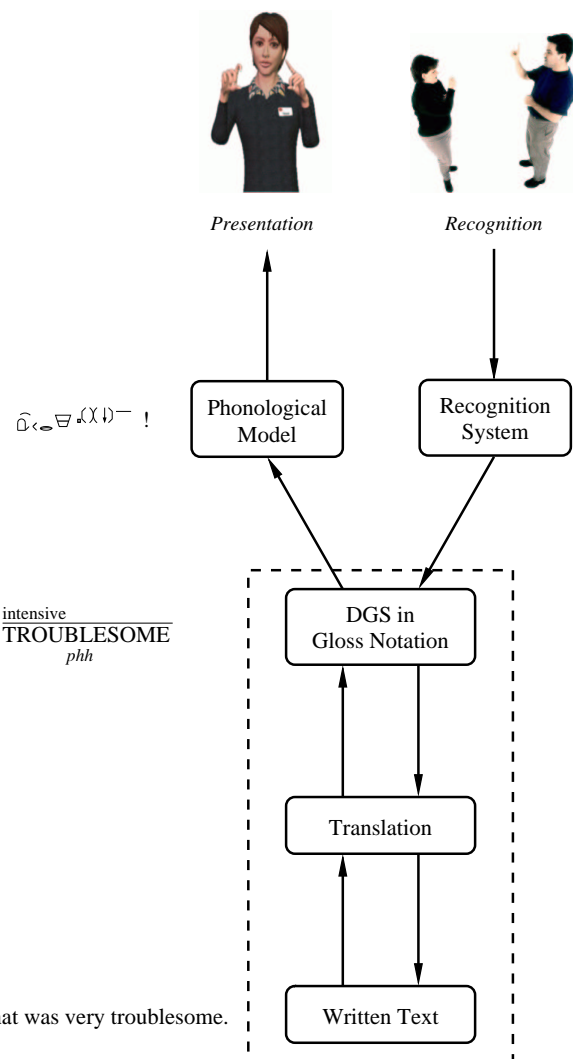 Presentation
Recognition
Phonological
Model
Recognition
System
!
intensive
TROUBLESOME
phh
DGS in
Gloss Notation
Translation
at was very troublesome.
Written Text